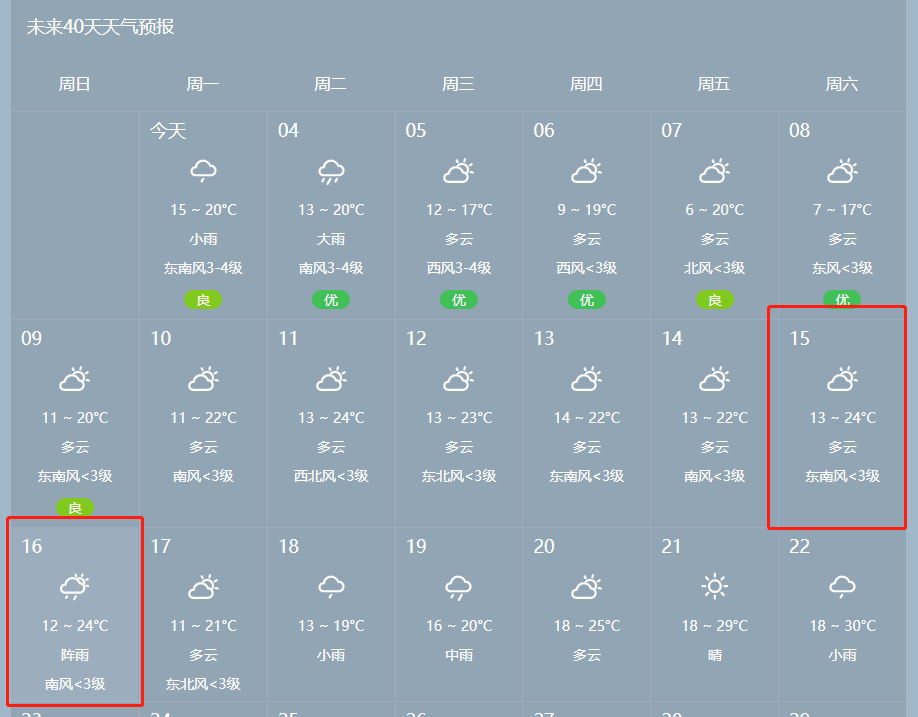 未来40天天气预报
周日 周一 周二 周三 周四 周五 周六
今天 04 05 06 07 08
15 ~ 20°C 13 ~ 20°C 12 ~ 17°C 9 ~ 19°C 6 ~ 20°C 7 ~ 17°C
小雨 大雨 多云 多云 多云 多云
东南风3-4级 南风3-4级 西风3-4级 西风<3级 北风<3级 东风<3级
良 优 优 优 良 优
09 10 11 12 13 14 15
11 ~ 20°C 11 ~ 22°C 13 ~ 24°C 13 ~ 23°C 14 ~ 22°C 13 ~ 22°C 13 ~ 24°C
多云 多云 多云 多云 多云 多云 多云
东南风<3级 南风<3级 西北风<3级 东北风<3级 东南风<3级 南风<3级 东南风<3级
良
16 17 18 19 20 21 22
12 ~ 24°C 11 ~ 21°C 13 ~ 19°C 16 ~ 20°C 18 ~ 25°C 18 ~ 29°C 18 ~ 30°C
阵雨 多云 小雨 中雨 多云 晴 小雨
南风<3级 东北风<3级